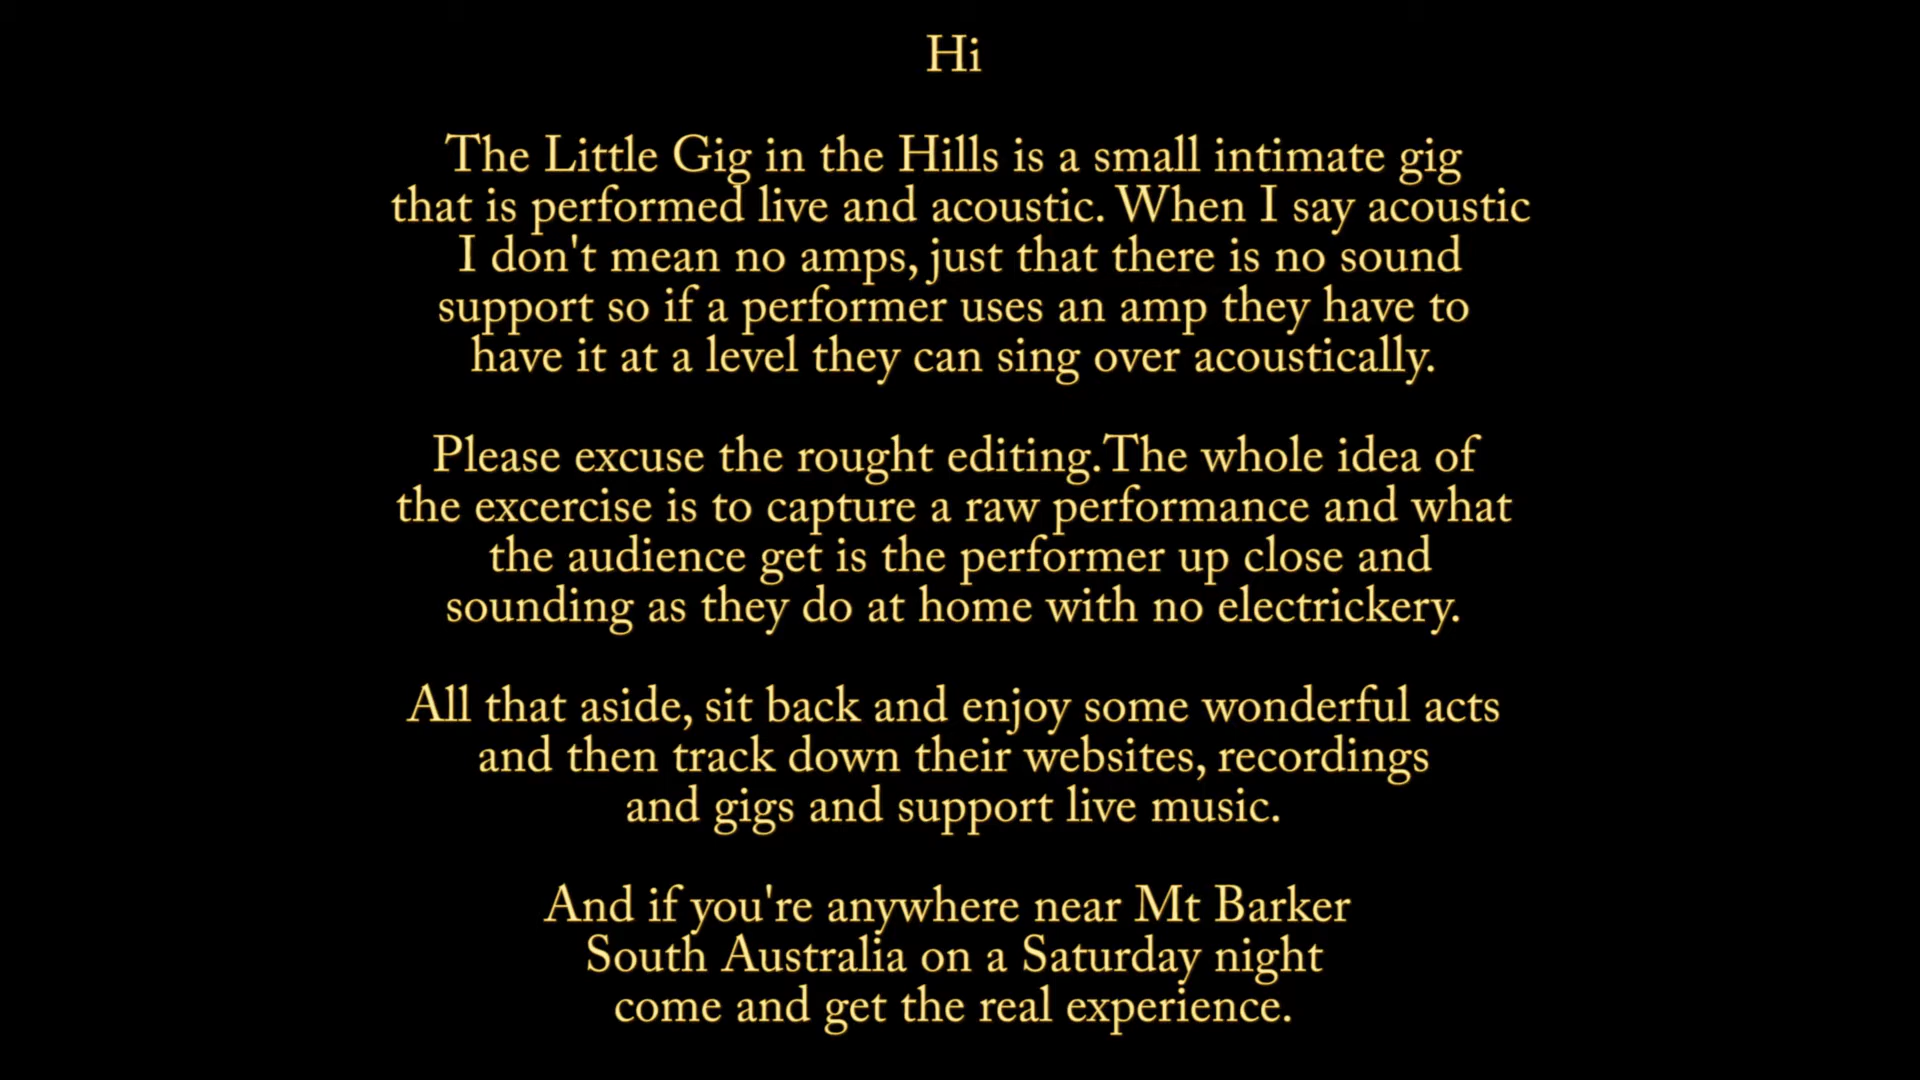 Hi
The Little Gig in the Hills is a small intimate gig
that is performed live and acoustic. When I say acoustic
I don't mean no amps, just that there is no sound
support so if a performer uses an amp they have to
have it at a level they can sing over acoustically.
Please excuse the rought editing.The whole idea of
the excercise is to capture a raw performance and what
the audience get is the performer up close and
sounding as they do at home with no electrickery.
All that aside, sit back and enjoy some wonderful acts
and then track down their websites, recordings
and gigs and support live music.
And if you're anywhere near Mt Barker
South Australia on a Saturday night
come and get the real experience.